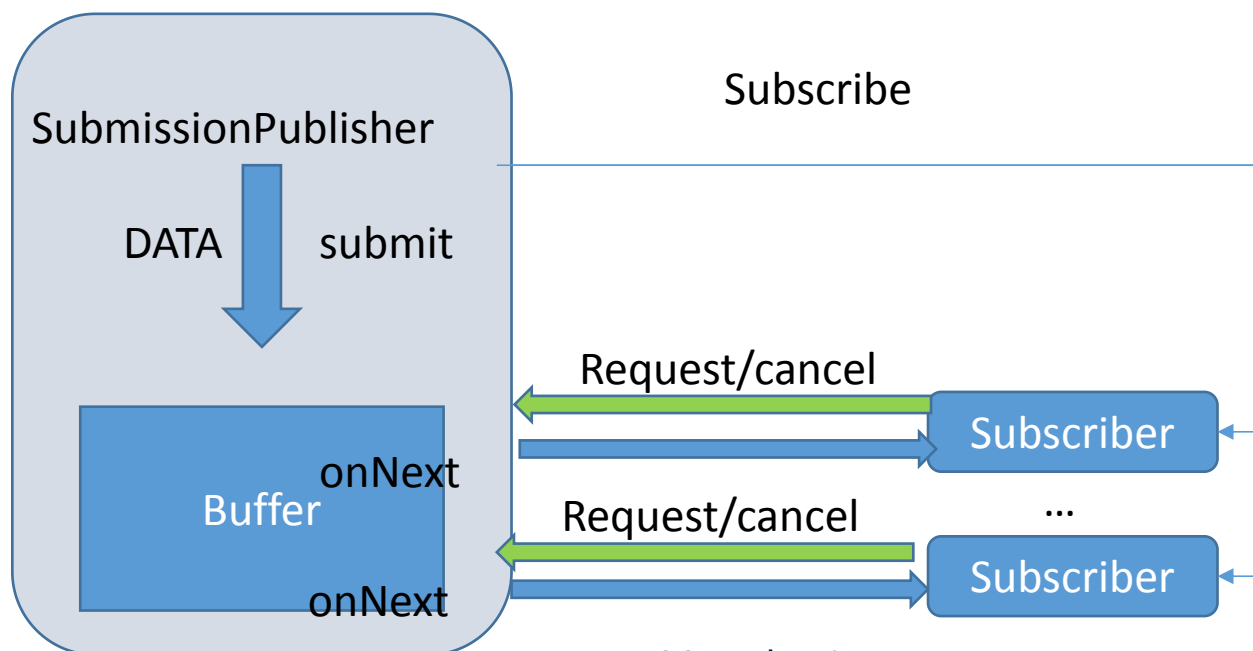 Subscribe
SubmissionPublisher
DATA submit
Request/cancel
Subscriber
onNext
Buffer
Request/cancel
...
Subscriber
onNext